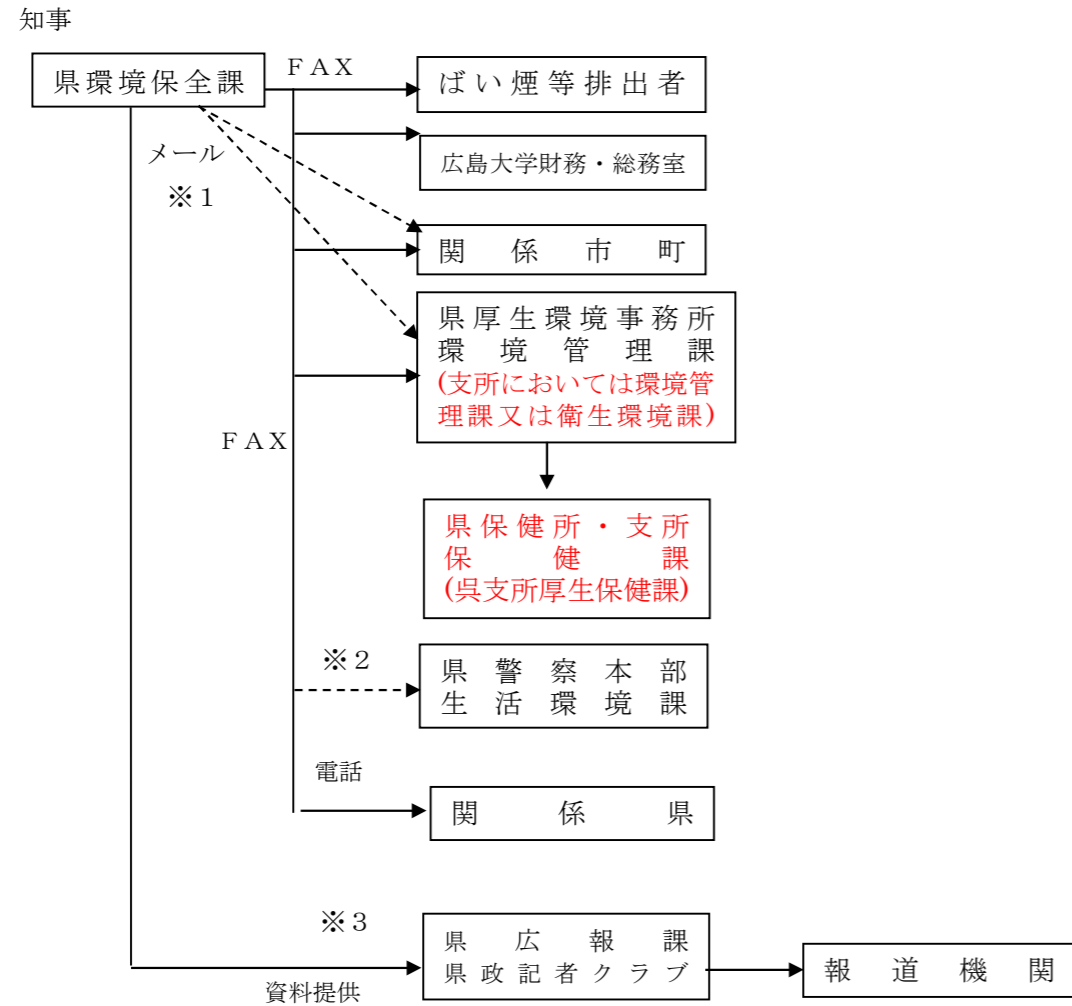 知事
県環境保全課
FAX
ばい煙等排出者
メール
※1
広島大学財務・総務室
関係市町
県厚生環境事務所
環境管理課
(支所においては環境管
理課又は衛生環境課)
FAX
県保健所・支所
保健課
(呉支所厚生保健課)
※2
県警察本部
生活環境課
電話
関係県
※3
県広報課
県政記者クラブ
資料提供
報道機関